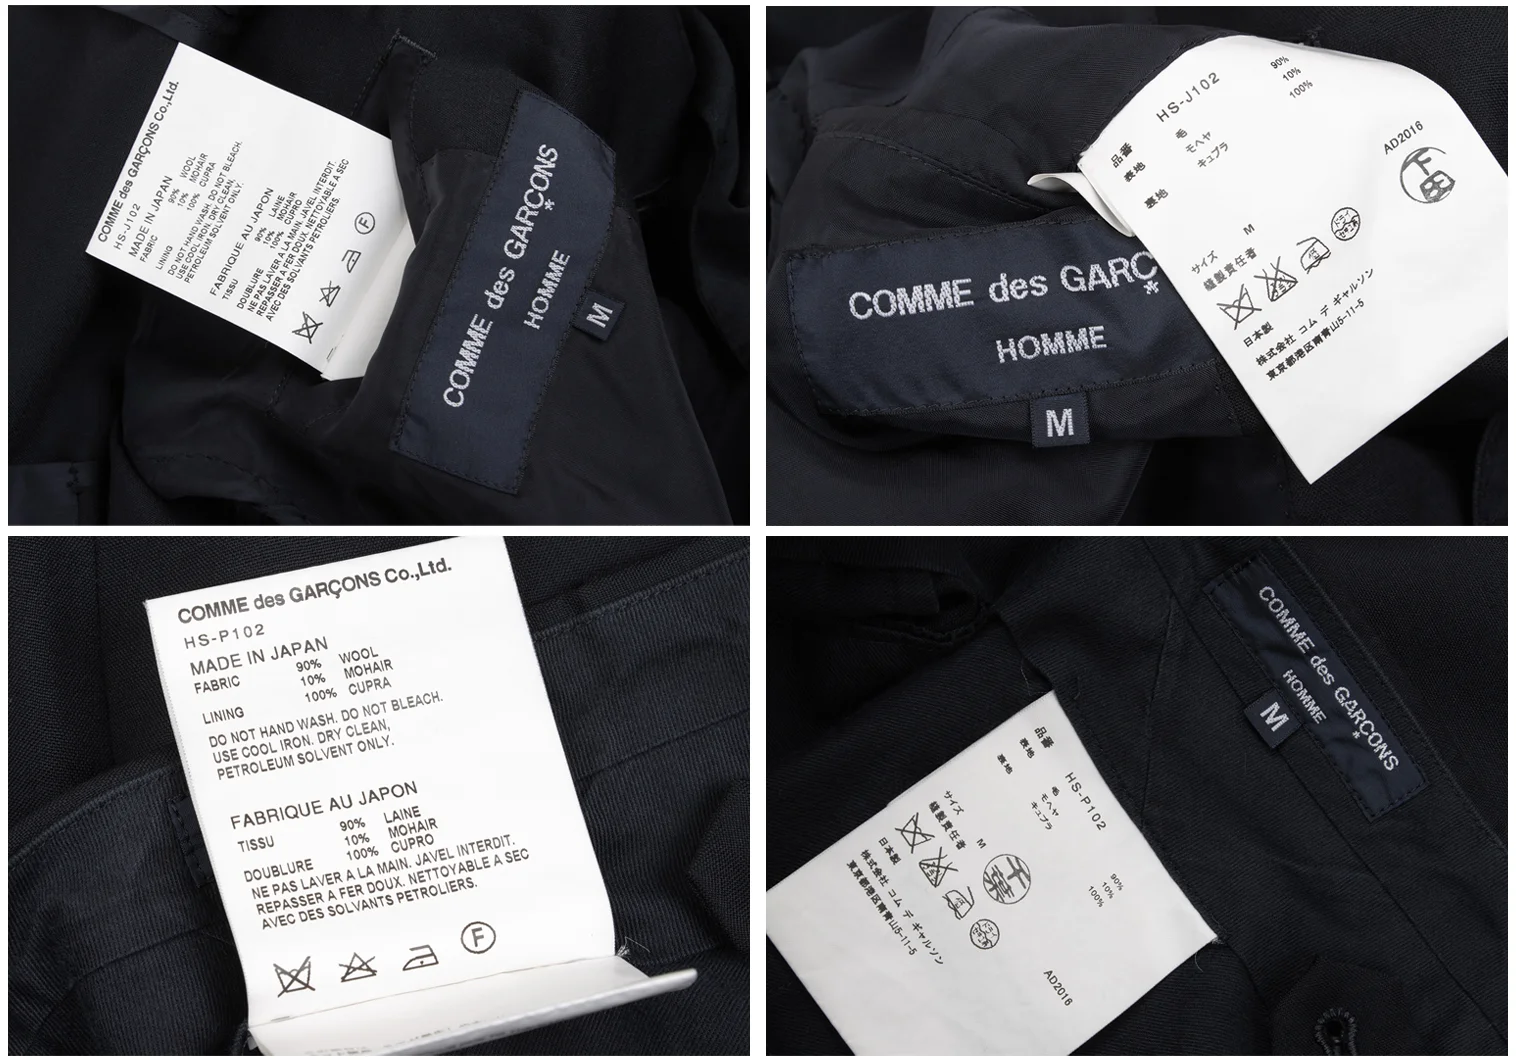 COMME des GARÇONS Co.,Ltd.
HS-J102
MADE IN JAPAN
FABRIC 90% WOOL
10% MOHAIR
LINING 100% CUPRA
DO NOT HAND WASH. DO NOT BLEACH.
USE COOL IRON. DRY CLEAN,
PETROLEUM SOLVENT ONLY.
FABRIQUE AU JAPON
TISSU 90% LAINE
10% MOHAIR
DOUBLURE 100% CUPRO
NE PAS LAVER A LA MAIN. JAVEL INTERDIT.
REPASSER A FER DOUX. NETTOYABLE A SEC
AVEC DES SOLVANTS PETROLIERS.
F
COMME des GARÇONS
*
HOMME
M
品番 HS-J102
表地 毛 90%
モヘヤ 10%
裏地 キュプラ 100%
AD2016
サイズ M
縫製責任者
日本製
株式会社 コム デ ギャルソン
東京都港区南青山5-11-5
COMME des GARÇ
*
HOMME
M
COMME des GARÇONS Co.,Ltd.
HS-P102
MADE IN JAPAN
FABRIC 90% WOOL
10% MOHAIR
LINING 100% CUPRA
DO NOT HAND WASH. DO NOT BLEACH.
USE COOL IRON. DRY CLEAN,
PETROLEUM SOLVENT ONLY.
FABRIQUE AU JAPON
TISSU 90% LAINE
10% MOHAIR
DOUBLURE 100% CUPRO
NE PAS LAVER A LA MAIN. JAVEL INTERDIT.
REPASSER A FER DOUX. NETTOYABLE A SEC
AVEC DES SOLVANTS PETROLIERS.
F
COMME des GARÇONS
*
HOMME
M
品番 HS-P102
表地 毛 90%
モヘヤ 10%
裏地 キュプラ 100%
サイズ M
縫製責任者 千葉
日本製
株式会社 コム デ ギャルソン
東京都港区南青山5-11-5
AD2016